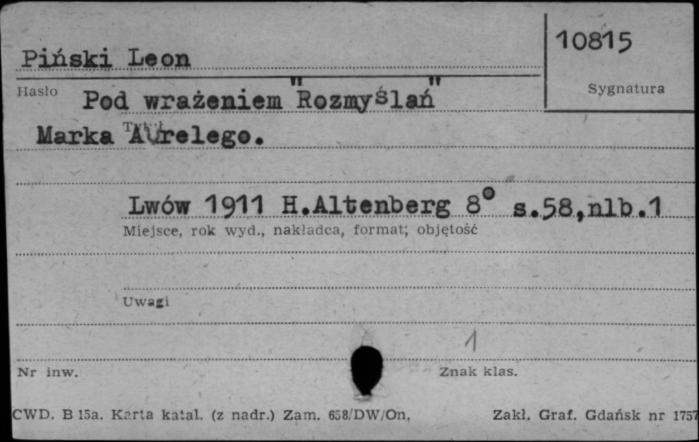 10815
Piński Leon
Sygnatura
Hasło Pod wrażeniem "Rozmyślań"
Marka Aurelego.
Lwów 1911 H.Altenberg 8° s.58,nlb.1
Miejsce, rok wyd., nakładca, format, objętość
Uwagi
1
Nr inw. Znak klas.
CWD. B 15a. Karta katal. (z nadr.) Zam. 658/DW/On. Zakł. Graf. Gdańsk nr 1757